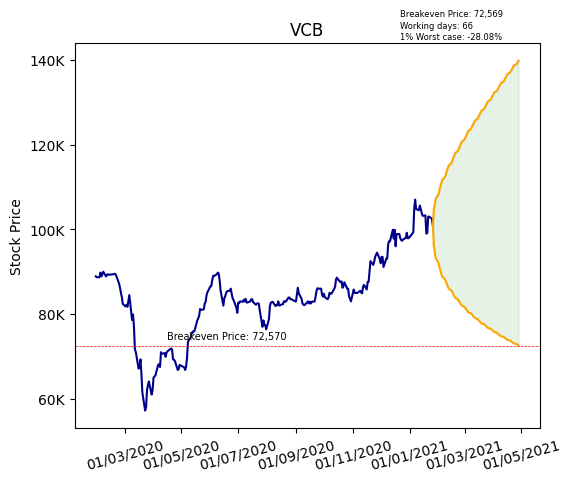 Breakeven Price: 72,569
Working days: 66
1% Worst case: -28.08%
VCB
140K
120K
100K
80K
60K
Stock Price
Breakeven Price: 72,570
01/03/2020
01/05/2020
01/07/2020
01/09/2020
01/11/2020
01/01/2021
01/03/2021
01/05/2021